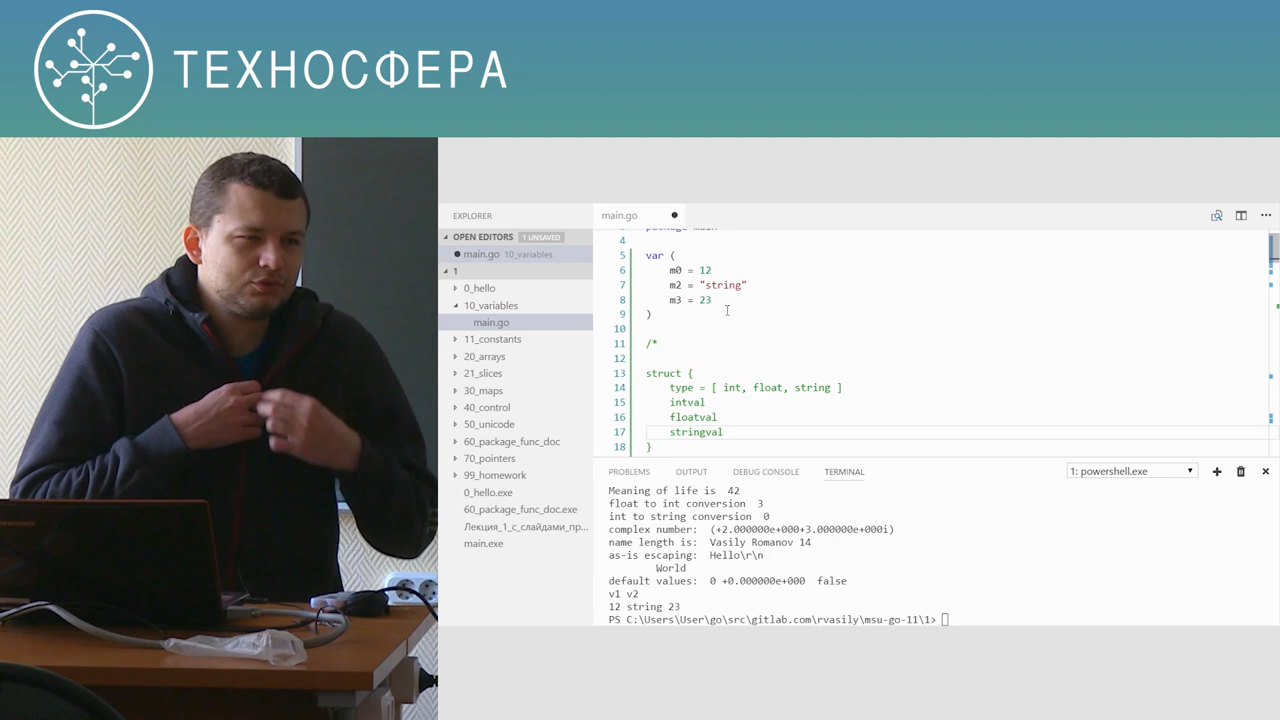 ТЕХНОСФЕРА
EXPLORER
OPEN EDITORS 1 UNSAVED
main.go 10_variables
1
0_hello
10_variables
main.go
11_constants
20_arrays
21_slices
30_maps
40_control
50_unicode
60_package_func_doc
70_pointers
99_homework
0_hello.exe
60_package_func_doc.exe
Лекция_1_с_слайдами_пр...
main.exe
main.go
4
5 var (
6 m0 = 12
7 m2 = "string"
8 m3 = 23
9 )
10
11 /*
12
13 struct {
14 type = [ int, float, string ]
15 intval
16 floatval
17 stringval
18 }
PROBLEMS OUTPUT DEBUG CONSOLE TERMINAL 1: powershell.exe
Meaning of life is 42
float to int conversion 3
int to string conversion 0
complex number: (+2.000000e+000+3.000000e+000i)
name length is: Vasily Romanov 14
as-is escaping: Hello\r\n
World
default values: 0 +0.000000e+000 false
v1 v2
12 string 23
PS C:\Users\User\go\src\gitlab.com\rvasily\msu-go-11\1>